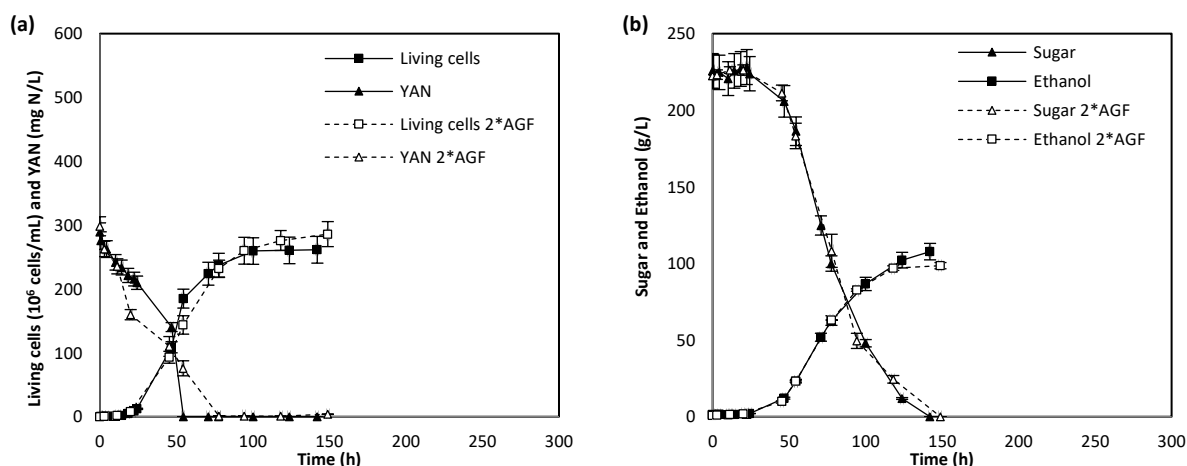 (a)
Living cells (10⁶ cells/mL) and YAN (mg N/L)
600
500
400
300
200
100
0
0 50 100 150 200 250 300
Time (h)
Living cells
YAN
Living cells 2*AGF
YAN 2*AGF
(b)
Sugar and Ethanol (g/L)
250
200
150
100
50
0
0 50 100 150 200 250 300
Time (h)
Sugar
Ethanol
Sugar 2*AGF
Ethanol 2*AGF